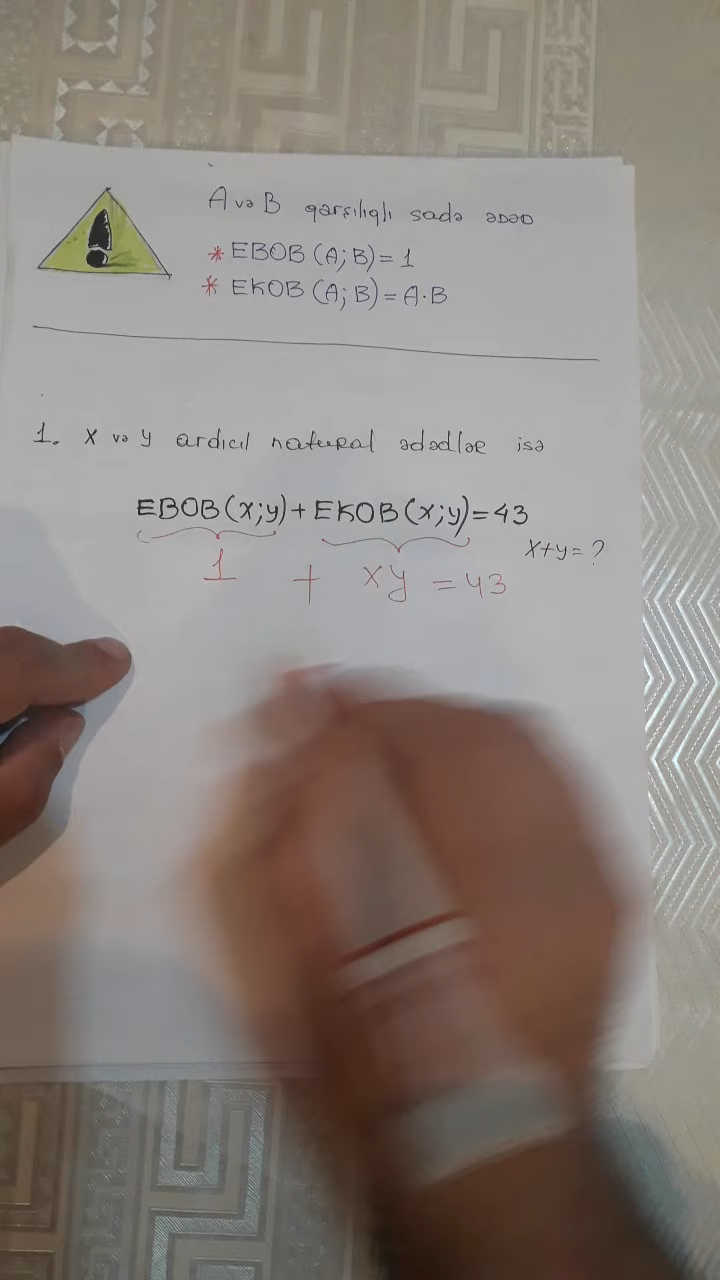 A və B qarşılıqlı sadə ədəd
* EBOB (A; B) = 1
* EKOB (A; B) = A·B
1. x və y ardıcıl natural ədədlər isə
EBOB (x;y) + EKOB (x;y) = 43
x+y= ?
1 + xy = 43